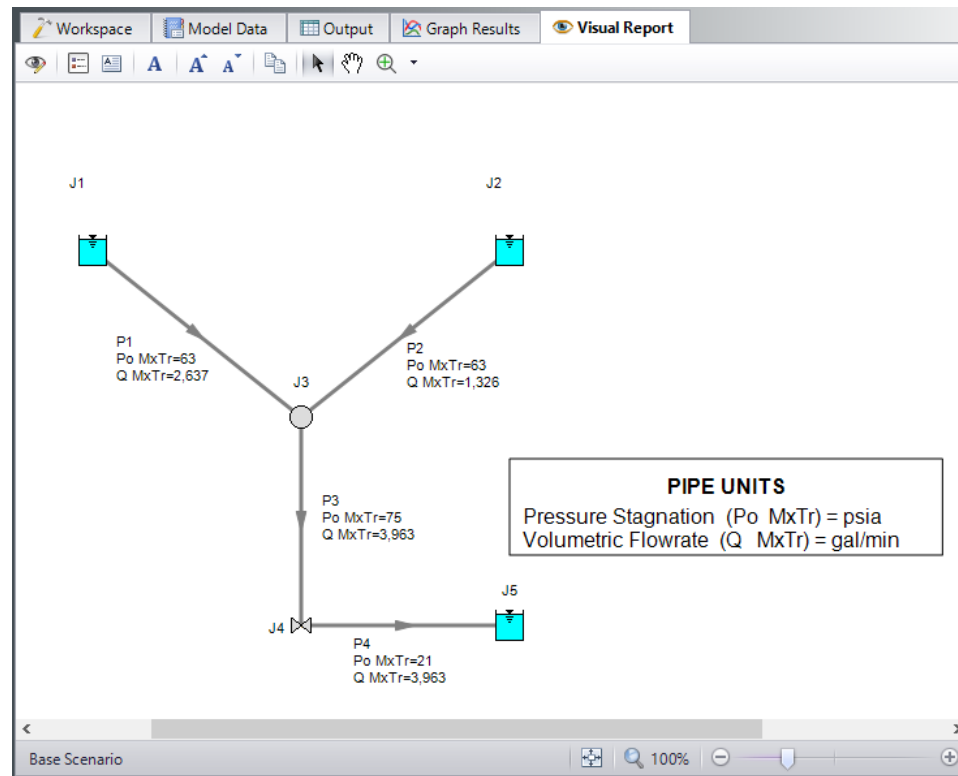 Workspace
Model Data
Output
Graph Results
Visual Report
A A A
J1
J2
P1
Po MxTr=63
Q MxTr=2,637
P2
Po MxTr=63
Q MxTr=1,326
J3
P3
Po MxTr=75
Q MxTr=3,963
PIPE UNITS
Pressure Stagnation (Po MxTr) = psia
Volumetric Flowrate (Q MxTr) = gal/min
J5
J4
P4
Po MxTr=21
Q MxTr=3,963
Base Scenario
100%